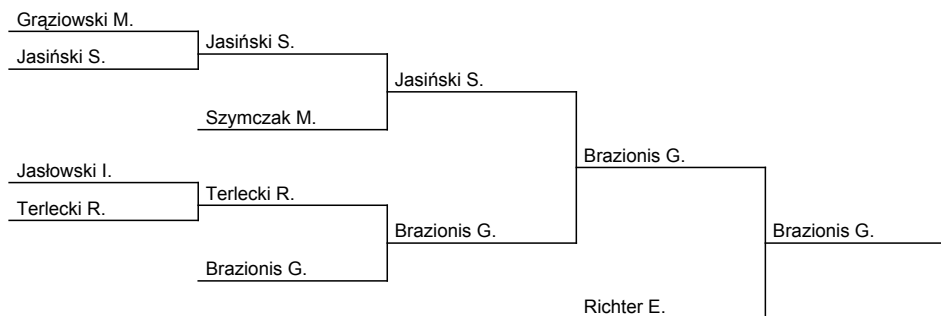 Grąziowski M.
Jasiński S.
Jasiński S.
Jasiński S.
Szymczak M.
Brazionis G.
Jasłowski I.
Terlecki R.
Terlecki R.
Brazionis G.
Brazionis G.
Brazionis G.
Richter E.